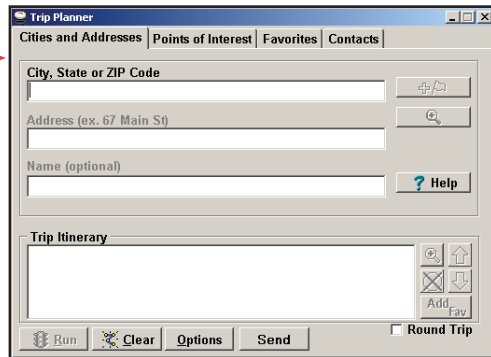 Trip Planner
Cities and Addresses Points of Interest Favorites Contacts
City, State or ZIP Code
Address (ex. 67 Main St)
Name (optional)
? Help
Trip Itinerary
Add Fav
Run Clear Options Send Round Trip